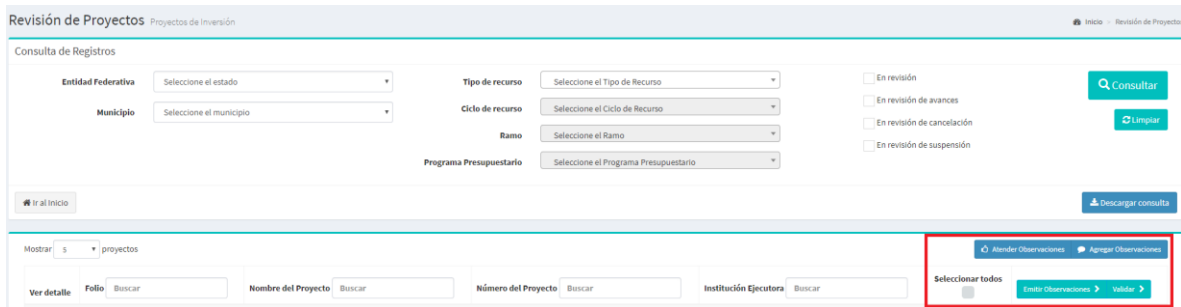 Revisión de Proyectos Proyectos de Inversión
Inicio > Revisión de Proyecto
Consulta de Registros
Entidad Federativa Seleccione el estado
Tipo de recurso Seleccione el Tipo de Recurso
En revisión
Consultar
Municipio Seleccione el municipio
Ciclo de recurso Seleccione el Ciclo de Recurso
En revisión de avances
Limpiar
Ramo Seleccione el Ramo
En revisión de cancelación
Programa Presupuestario Seleccione el Programa Presupuestario
En revisión de suspensión
Ir al Inicio
Descargar consulta
Mostrar 5 proyectos
Atender Observaciones Agregar Observaciones
Ver detalle Folio Buscar Nombre del Proyecto Buscar Número del Proyecto Buscar Institución Ejecutora Buscar Seleccionar todos Emitir Observaciones > Validar >